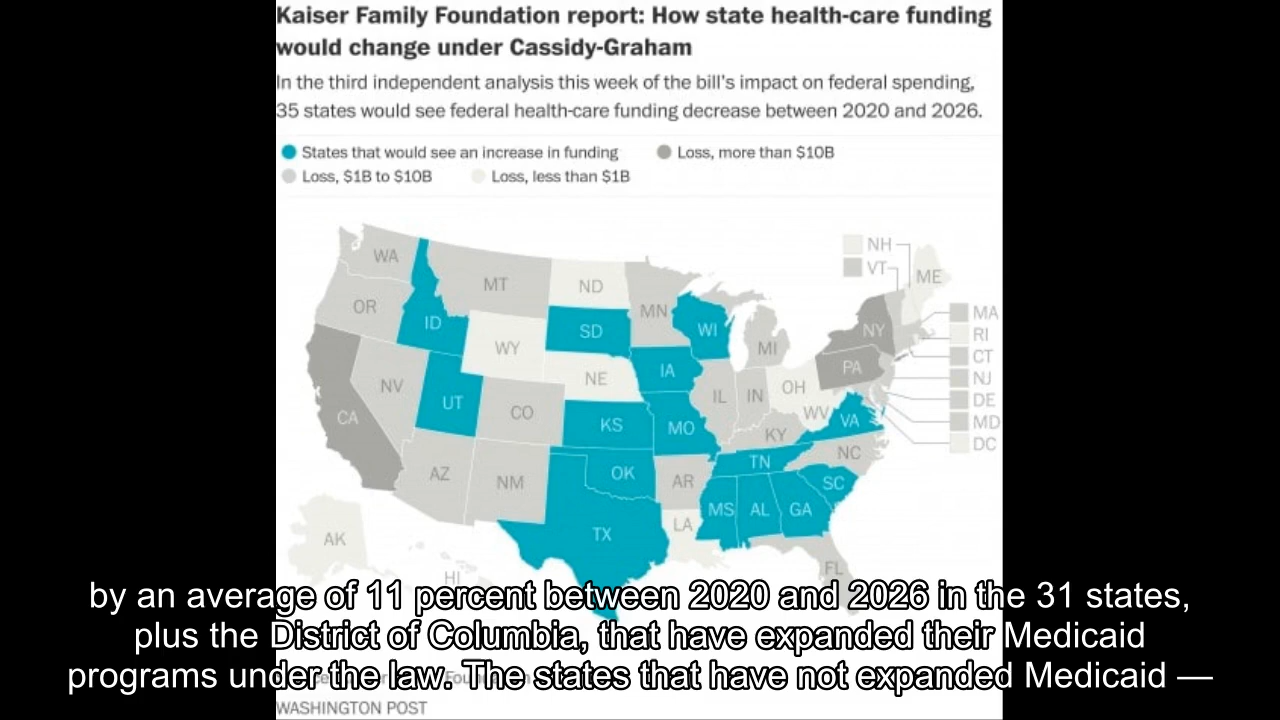 Kaiser Family Foundation report: How state health-care funding
would change under Cassidy-Graham
In the third independent analysis this week of the bill's impact on federal spending,
35 states would see federal health-care funding decrease between 2020 and 2026.
States that would see an increase in funding
Loss, more than $10B
Loss, $1B to $10B
Loss, less than $1B
NH
WA
VT
ME
MT
ND
OR
MN
MA
ID
SD
WI
NY
RI
WY
MI
CT
IA
PA
NJ
NV
NE
OH
DE
UT
CO
IL
IN
WV
VA
MD
CA
KS
MO
KY
DC
NC
AZ
NM
OK
AR
TN
SC
MS
AL
GA
TX
LA
AK
FL
HI
by an average of 11 percent between 2020 and 2026 in the 31 states,
plus the District of Columbia, that have expanded their Medicaid
programs under the law. The states that have not expanded Medicaid —
WASHINGTON POST